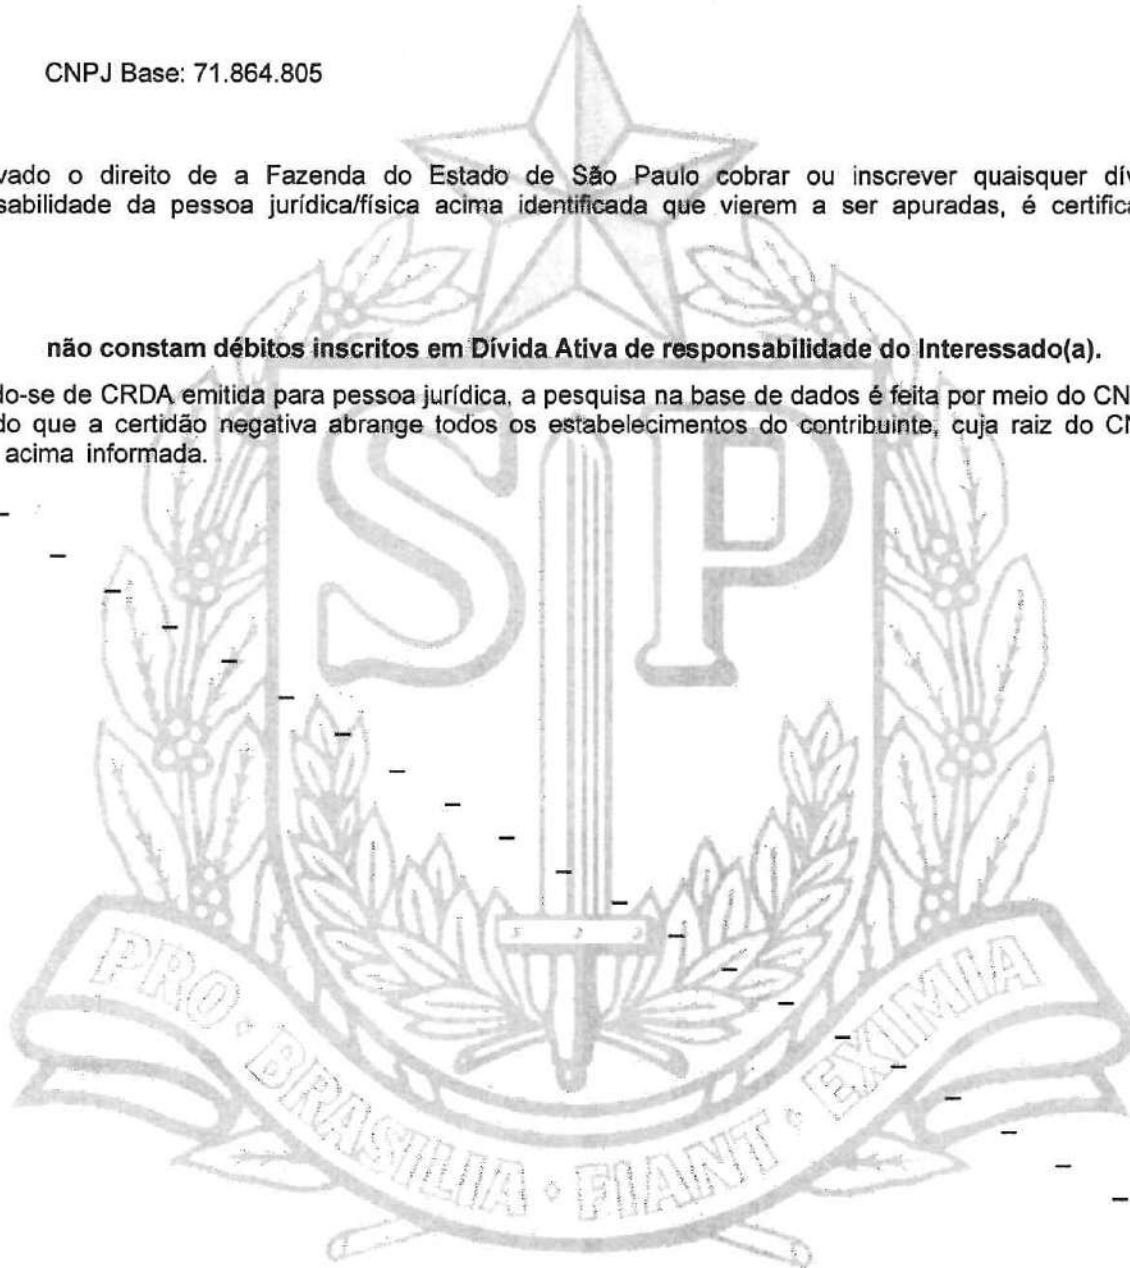 CNPJ Base: 71.864.805
vado o direito de a Fazenda do Estado de São Paulo cobrar ou inscrever quaisquer dív
sabilidade da pessoa jurídica/física acima identificada que vierem a ser apuradas, é certifica
não constam débitos inscritos em Dívida Ativa de responsabilidade do Interessado(a).
do-se de CRDA emitida para pessoa jurídica, a pesquisa na base de dados é feita por meio do CN
do que a certidão negativa abrange todos os estabelecimentos do contribuinte, cuja raiz do CN
acima informada.
SP
PRO · BRASILIA · FIANT · EXIMIA